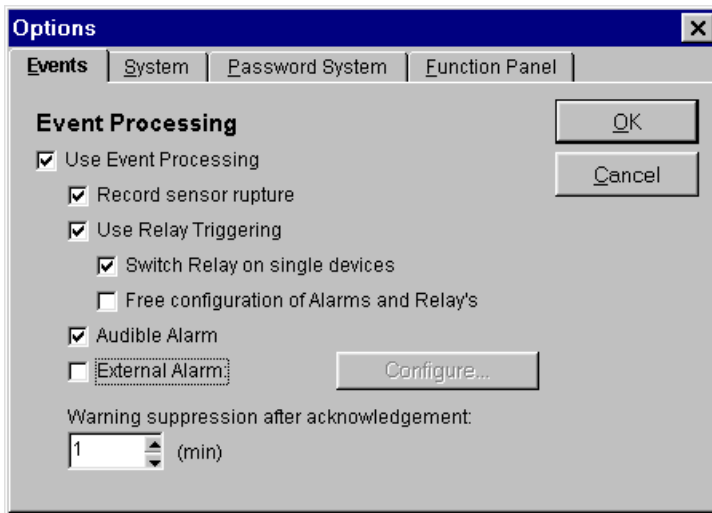 Options
Events System Password System Function Panel
Event Processing
OK
Use Event Processing
Cancel
Record sensor rupture
Use Relay Triggering
Switch Relay on single devices
Free configuration of Alarms and Relay's
Audible Alarm
External Alarm: Configure...
Warning suppression after acknowledgement:
1 (min)